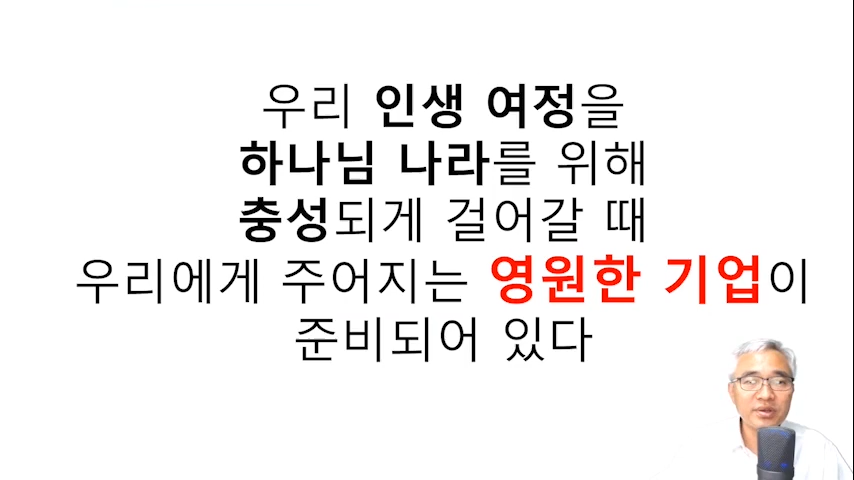 우리 인생 여정을
하나님 나라를 위해
충성되게 걸어갈 때
우리에게 주어지는 영원한 기업이
준비되어 있다